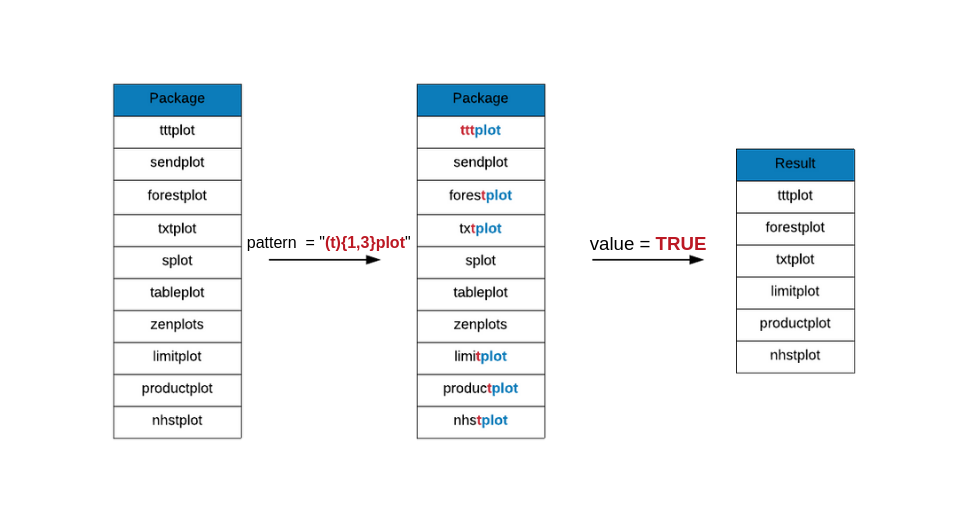 Package
tttplot
sendplot
forestplot
txtplot
splot
tableplot
zenplots
limitplot
productplot
nhstplot
pattern = "(t){1,3}plot"
Package
tttplot
sendplot
forestplot
txtplot
splot
tableplot
zenplots
limitplot
productplot
nhstplot
value = TRUE
Result
tttplot
forestplot
txtplot
limitplot
productplot
nhstplot